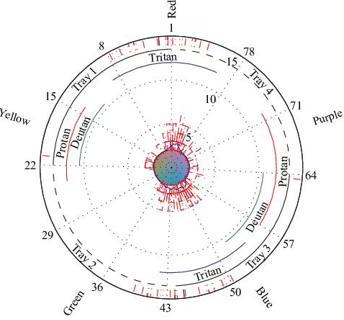 Red
1
8
78
Tritan
15
Tray 1
Tray 4
10
15
71
Yellow
Purple
5
Protan
Deutan
Protan
22
64
Deutan
29
57
Tray 2
Tray 3
Tritan
36
50
Green
43
Blue